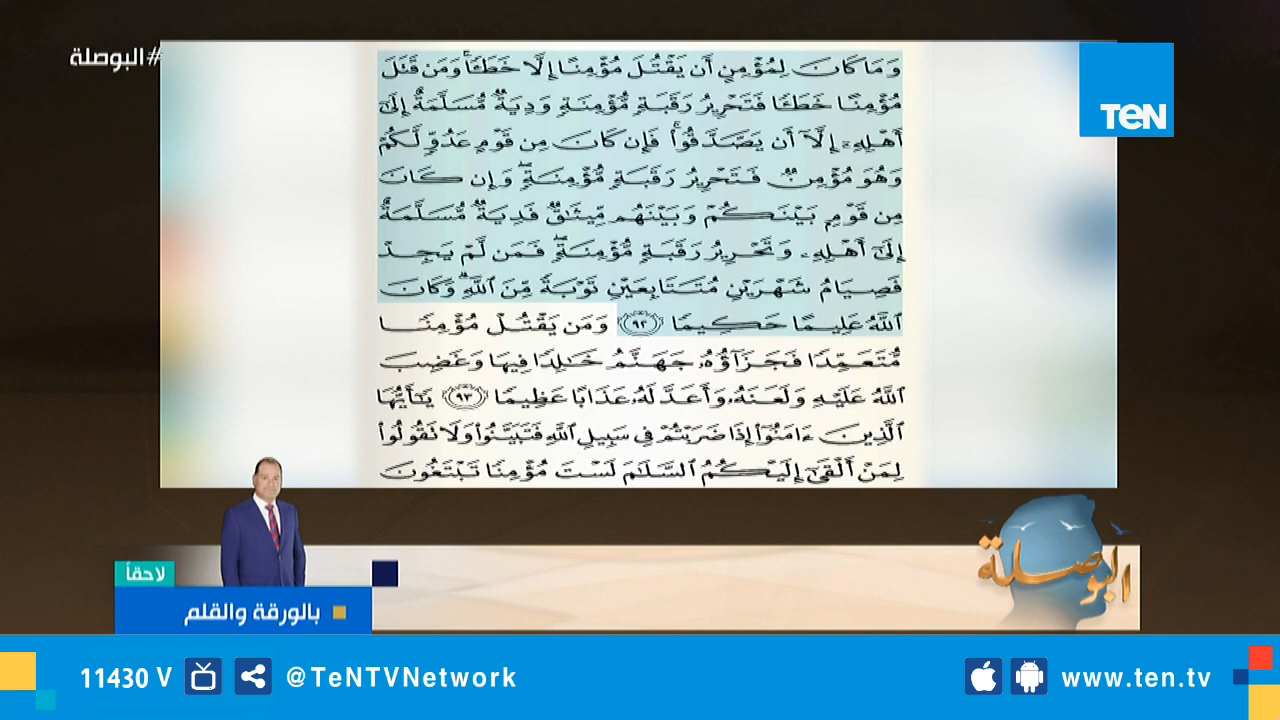 #البوصلة
TEN
وَمَا كَانَ لِمُؤْمِنٍ أَن يَقْتُلَ مُؤْمِنًا إِلَّا خَطَـًٔا ۚ وَمَن قَتَلَ
مُؤْمِنًا خَطَـًٔا فَتَحْرِيرُ رَقَبَةٍ مُّؤْمِنَةٍ وَدِيَةٌ مُّسَلَّمَةٌ إِلَىٰٓ
أَهْلِهِۦٓ إِلَّآ أَن يَصَّدَّقُوا۟ ۚ فَإِن كَانَ مِن قَوْمٍ عَدُوٍّ لَّكُمْ
وَهُوَ مُؤْمِنٌ فَتَحْرِيرُ رَقَبَةٍ مُّؤْمِنَةٍ ۖ وَإِن كَانَ
مِن قَوْمٍۭ بَيْنَكُمْ وَبَيْنَهُم مِّيثَـٰقٌ فَدِيَةٌ مُّسَلَّمَةٌ
إِلَىٰٓ أَهْلِهِۦ وَتَحْرِيرُ رَقَبَةٍ مُّؤْمِنَةٍ ۖ فَمَن لَّمْ يَجِدْ
فَصِيَامُ شَهْرَيْنِ مُتَتَابِعَيْنِ تَوْبَةً مِّنَ ٱللَّهِ ۗ وَكَانَ
ٱللَّهُ عَلِيمًا حَكِيمًا ٩٢ وَمَن يَقْتُلْ مُؤْمِنًا
مُّتَعَمِّدًا فَجَزَآؤُهُۥ جَهَنَّمُ خَـٰلِدًا فِيهَا وَغَضِبَ
ٱللَّهُ عَلَيْهِ وَلَعَنَهُۥ وَأَعَدَّ لَهُۥ عَذَابًا عَظِيمًا ٩٣ يَـٰٓأَيُّهَا
ٱلَّذِينَ ءَامَنُوٓا۟ إِذَا ضَرَبْتُمْ فِى سَبِيلِ ٱللَّهِ فَتَبَيَّنُوا۟ وَلَا تَقُولُوا۟
لِمَنْ أَلْقَىٰٓ إِلَيْكُمُ ٱلسَّلَـٰمَ لَسْتَ مُؤْمِنًا تَبْتَغُونَ
البوصلة
لاحقاً
بالورقة والقلم
11430 V @TeNTVNetwork www.ten.tv